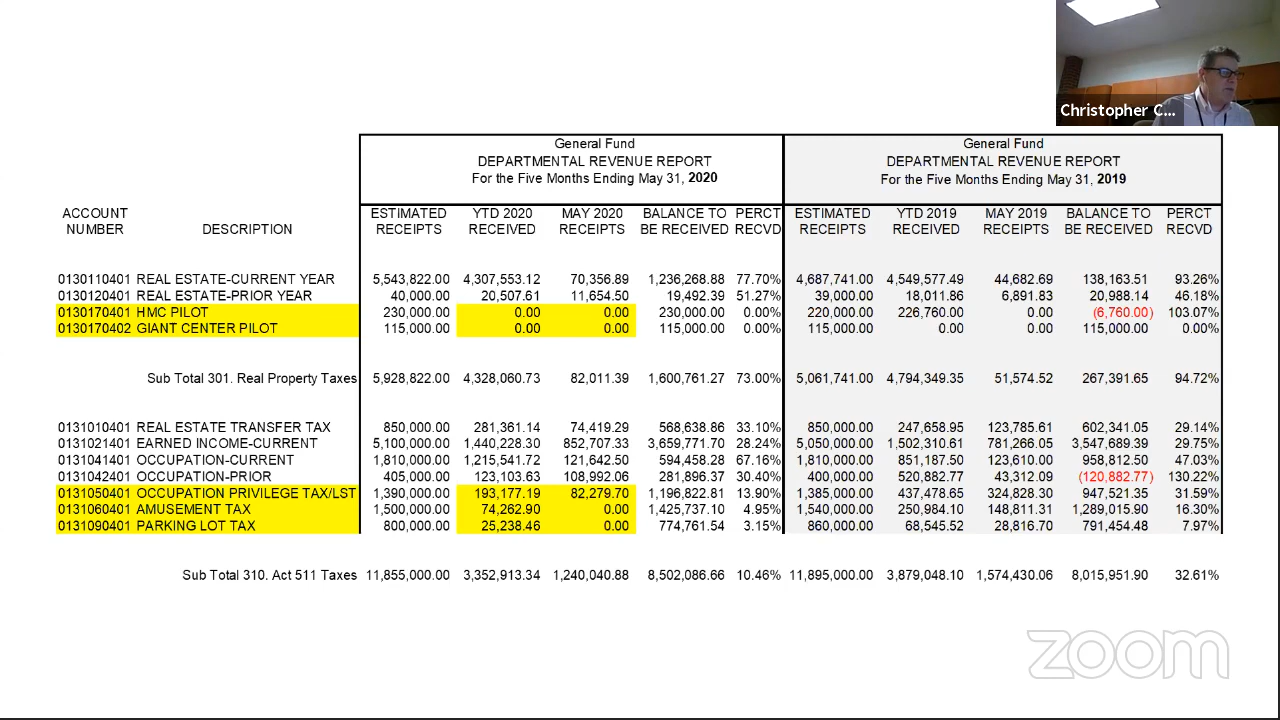 Christopher C...
General Fund General Fund
DEPARTMENTAL REVENUE REPORT DEPARTMENTAL REVENUE REPORT
For the Five Months Ending May 31, 2020 For the Five Months Ending May 31, 2019
ACCOUNT ESTIMATED YTD 2020 MAY 2020 BALANCE TO PERCT ESTIMATED YTD 2019 MAY 2019 BALANCE TO PERCT
NUMBER DESCRIPTION RECEIPTS RECEIVED RECEIPTS BE RECEIVED RECVD RECEIPTS RECEIVED RECEIPTS BE RECEIVED RECVD
0130110401 REAL ESTATE-CURRENT YEAR 5,543,822.00 4,307,553.12 70,356.89 1,236,268.88 77.70% 4,687,741.00 4,549,577.49 44,682.69 138,163.51 93.26%
0130120401 REAL ESTATE-PRIOR YEAR 40,000.00 20,507.61 11,654.50 19,492.39 51.27% 39,000.00 18,011.86 6,891.83 20,988.14 46.18%
0130170401 HMC PILOT 230,000.00 0.00 0.00 230,000.00 0.00% 220,000.00 226,760.00 0.00 (6,760.00) 103.07%
0130170402 GIANT CENTER PILOT 115,000.00 0.00 0.00 115,000.00 0.00% 115,000.00 0.00 0.00 115,000.00 0.00%
Sub Total 301. Real Property Taxes 5,928,822.00 4,328,060.73 82,011.39 1,600,761.27 73.00% 5,061,741.00 4,794,349.35 51,574.52 267,391.65 94.72%
0131010401 REAL ESTATE TRANSFER TAX 850,000.00 281,361.14 74,419.29 568,638.86 33.10% 850,000.00 247,658.95 123,785.61 602,341.05 29.14%
0131021401 EARNED INCOME-CURRENT 5,100,000.00 1,440,228.30 852,707.33 3,659,771.70 28.24% 5,050,000.00 1,502,310.61 781,266.05 3,547,689.39 29.75%
0131041401 OCCUPATION-CURRENT 1,810,000.00 1,215,541.72 121,642.50 594,458.28 67.16% 1,810,000.00 851,187.50 123,610.00 958,812.50 47.03%
0131042401 OCCUPATION-PRIOR 405,000.00 123,103.63 108,992.06 281,896.37 30.40% 400,000.00 520,882.77 43,312.09 (120,882.77) 130.22%
0131050401 OCCUPATION PRIVILEGE TAX/LST 1,390,000.00 193,177.19 82,279.70 1,196,822.81 13.90% 1,385,000.00 437,478.65 324,828.30 947,521.35 31.59%
0131060401 AMUSEMENT TAX 1,500,000.00 74,262.90 0.00 1,425,737.10 4.95% 1,540,000.00 250,984.10 148,811.31 1,289,015.90 16.30%
0131090401 PARKING LOT TAX 800,000.00 25,238.46 0.00 774,761.54 3.15% 860,000.00 68,545.52 28,816.70 791,454.48 7.97%
Sub Total 310. Act 511 Taxes 11,855,000.00 3,352,913.34 1,240,040.88 8,502,086.66 10.46% 11,895,000.00 3,879,048.10 1,574,430.06 8,015,951.90 32.61%
zoom